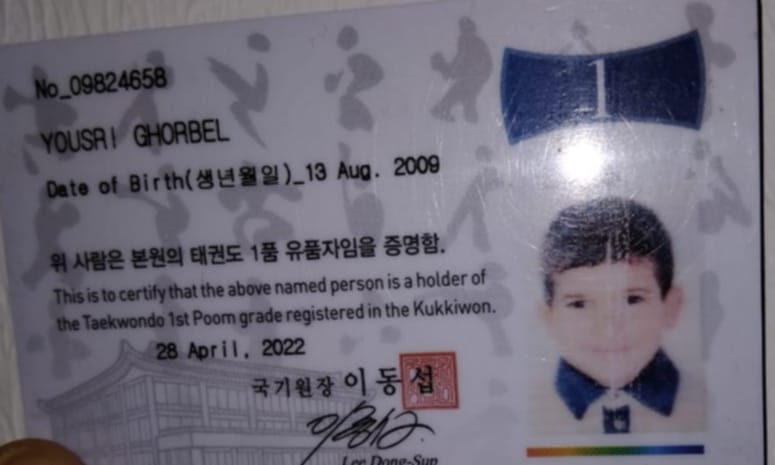 1
No_09824658
YOUSRI GHORBEL
Date of Birth(생년월일)_13 Aug. 2009
위 사람은 본원의 태권도 1품 유품자임을 증명함.
This is to certify that the above named person is a holder of
the Taekwondo 1st Poom grade registered in the Kukkiwon.
28 April, 2022
국기원장 이동섭
Lee Dong-Sup